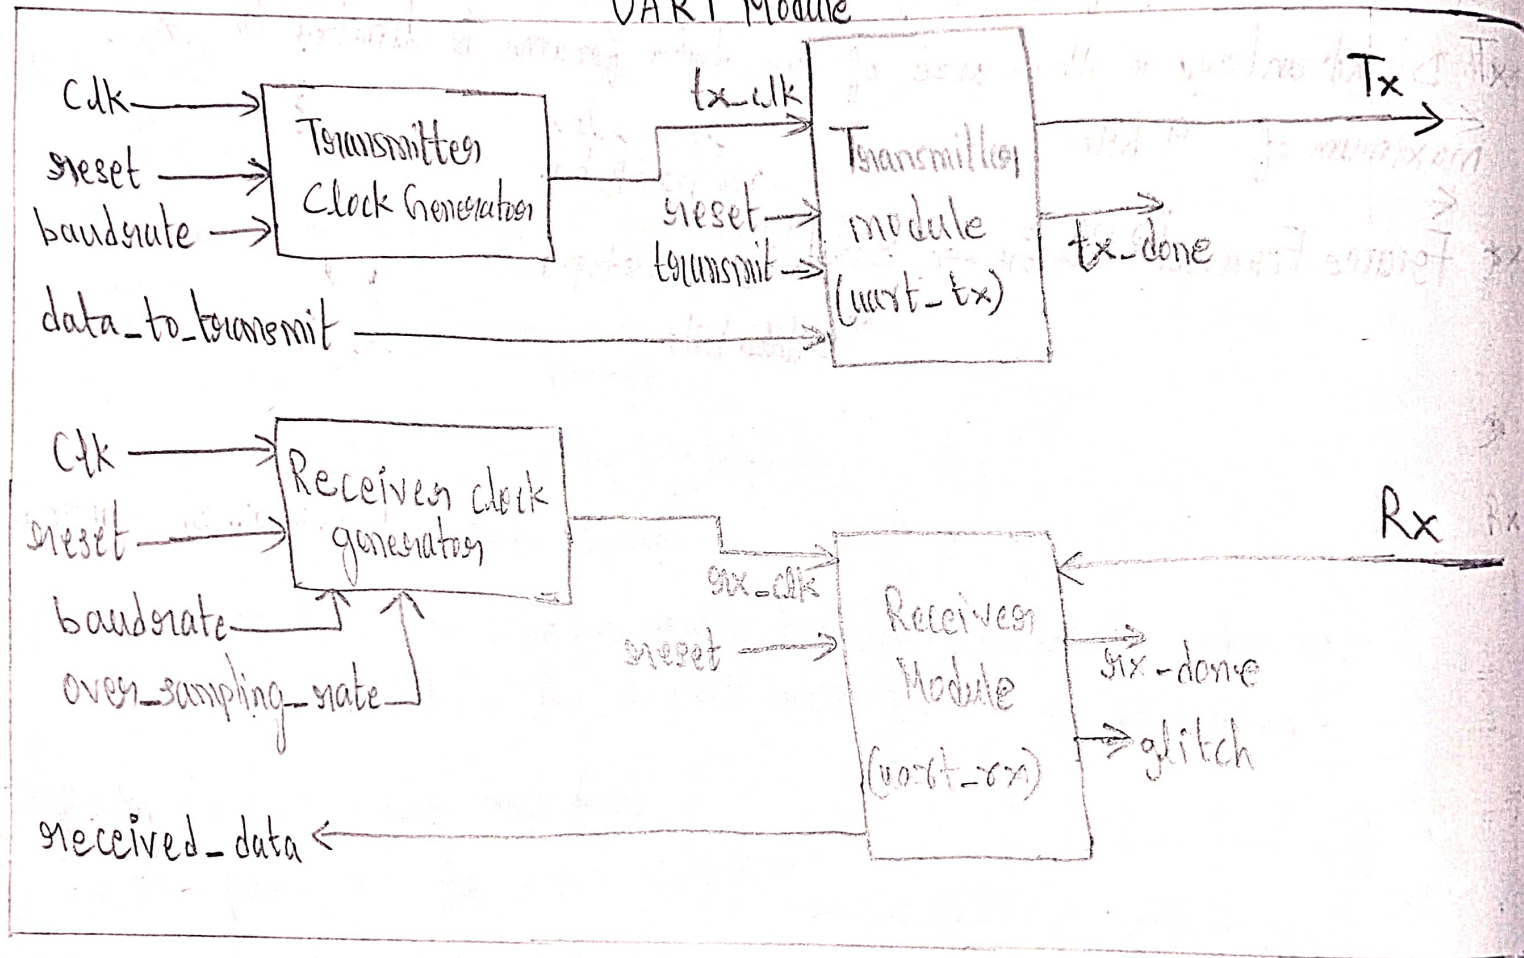 UART Module
Clk
reset
baudrate
Transmitter
Clock Generator
tx_clk
reset
transmit
data_to_transmit
Transmitter
module
(uart_tx)
Tx
tx_done
Clk
reset
baudrate
over_sampling_rate
Receiver clock
generator
rx_clk
reset
Receiver
Module
(uart_rx)
Rx
rx_done
glitch
received_data